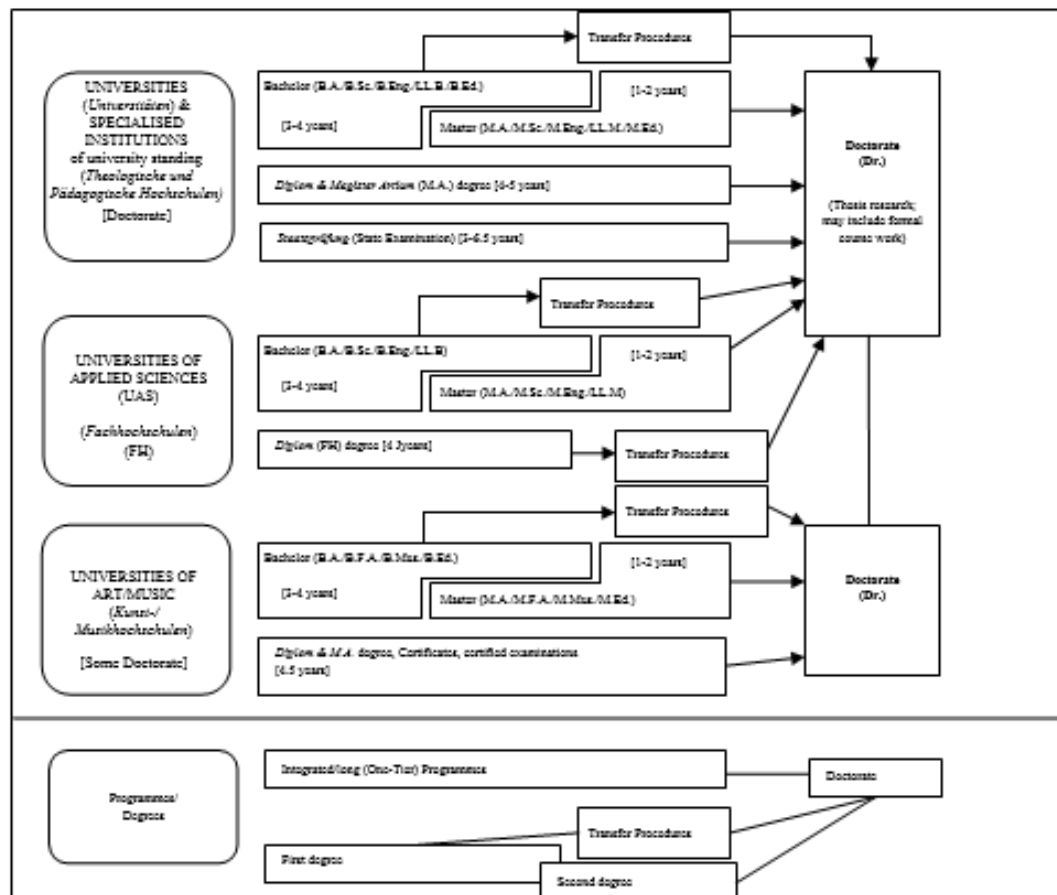 Transfer Procedures
UNIVERSITIES
(Universitäten) &
SPECIALISED
INSTITUTIONS
of university standing
(Theologische und
Pädagogische Hochschulen)
[Doctorate]
Bachelor (B.A./B.Sc./B.Eng./LL.B./B.Ed.)
[3-4 years]
[1-2 years]
Master (M.A./M.Sc./M.Eng./LL.M./M.Ed.)
Diplom & Magister Artium (M.A.) degree [4-5 years]
(State Examination) [3-6.5 years]
Doctorate
(Dr.)
(Thesis research;
may include formal
course work)
Transfer Procedures
UNIVERSITIES OF
APPLIED SCIENCES
(UAS)
(Fachhochschulen)
(FH)
Bachelor (B.A./B.Sc./B.Eng./LL.B)
[3-4 years]
[1-2 years]
Master (M.A./M.Sc./M.Eng./LL.M)
Diplom (FH) degree [4 years]
Transfer Procedures
Transfer Procedures
UNIVERSITIES OF
ART/MUSIC
(Kunst-/
Musikhochschulen)
[Some Doctorate]
Bachelor (B.A./B.F.A./B.Mus./B.Ed.)
[3-4 years]
[1-2 years]
Master (M.A./M.F.A./M.Mus./M.Ed.)
Diplom & M.A. degree, Certificates, certified examinations
[4.5 years]
Doctorate
(Dr.)
Programmes/
Degrees
Integrated/long (One-Tier) Programmes
Doctorate
Transfer Procedures
First degree
Second degree